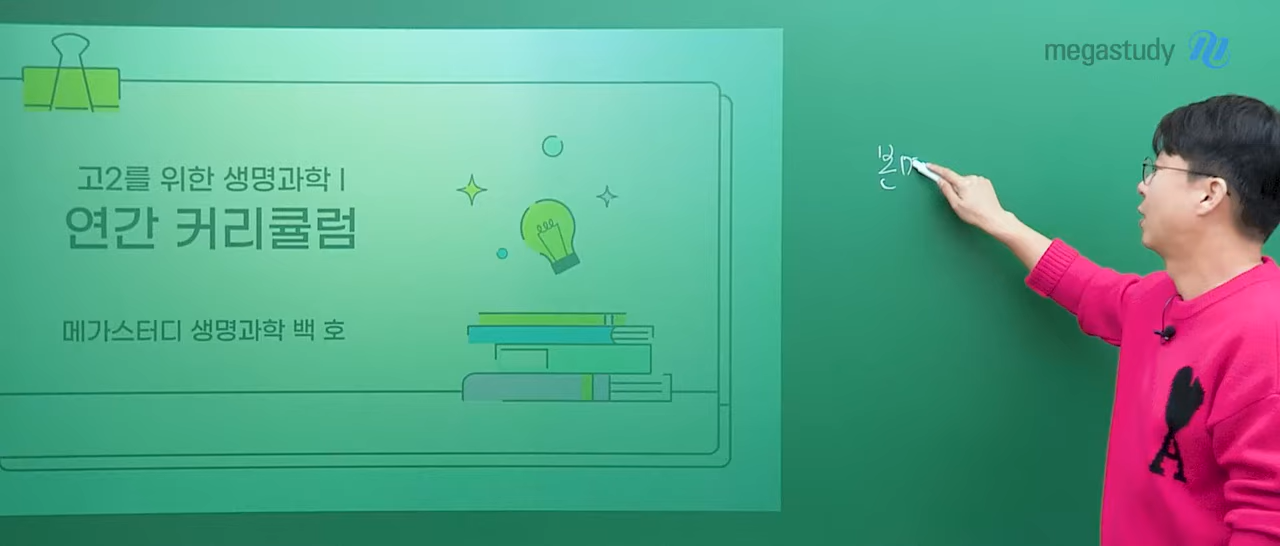 고2를 위한 생명과학 I
연간 커리큘럼
메가스터디 생명과학 백 호
megastudy
본
A